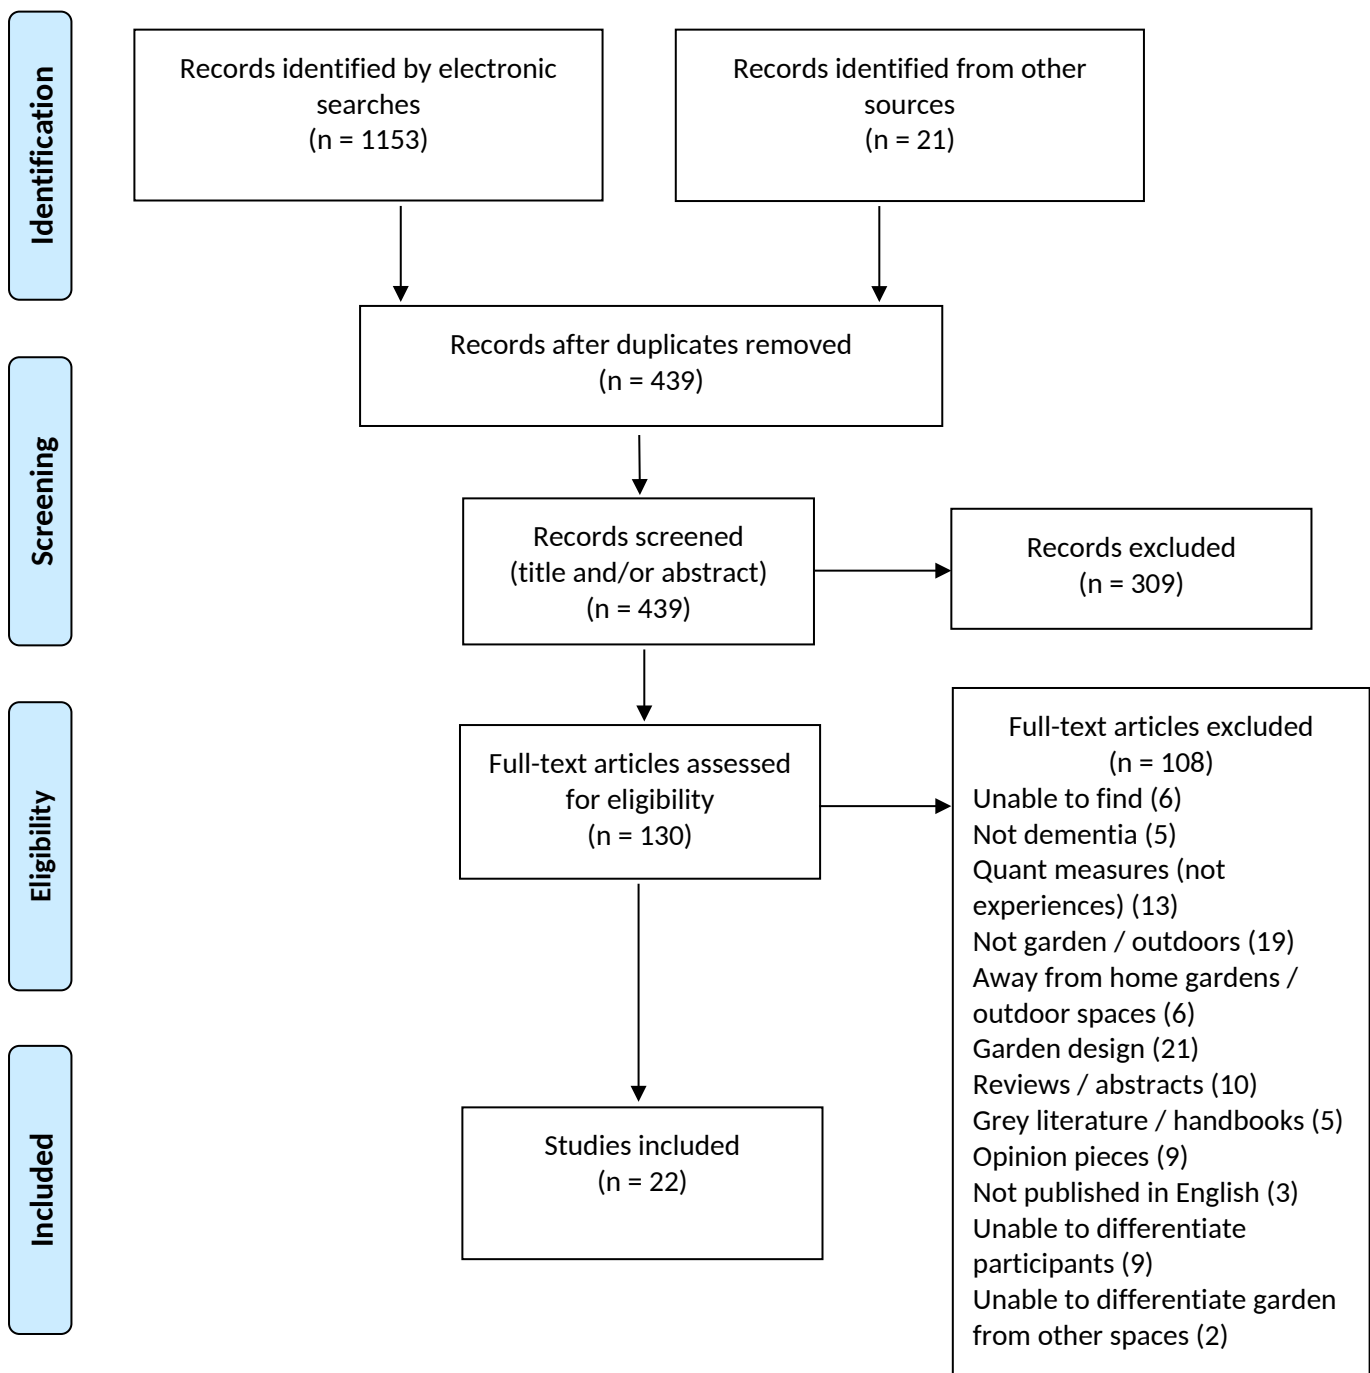 Identification
Records identified by electronic
searches
(n = 1153)
Records identified from other
sources
(n = 21)
Records after duplicates removed
(n = 439)
Screening
Records screened
(title and/or abstract)
(n = 439)
Records excluded
(n = 309)
Eligibility
Full-text articles assessed
for eligibility
(n = 130)
Full-text articles excluded
(n = 108)
Unable to find (6)
Not dementia (5)
Quant measures (not
experiences) (13)
Not garden / outdoors (19)
Away from home gardens /
outdoor spaces (6)
Garden design (21)
Reviews / abstracts (10)
Grey literature / handbooks (5)
Opinion pieces (9)
Not published in English (3)
Unable to differentiate
participants (9)
Unable to differentiate garden
from other spaces (2)
Included
Studies included
(n = 22)